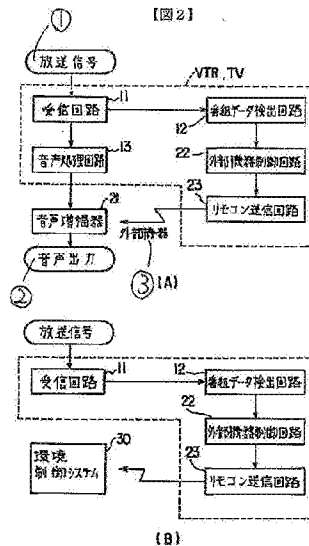 【図2】
①
放送信号
VTR, TV
11
受信回路
番組データ検出回路
12
13
音声処理回路
22
外部機器制御回路
21
23
音声増幅器
リモコン送信回路
外部機器
② 音声出力
③ (A)
放送信号
11
受信回路
12
番組データ検出回路
22
外部機器制御回路
30
環境
制御システム
23
リモコン送信回路
(B)